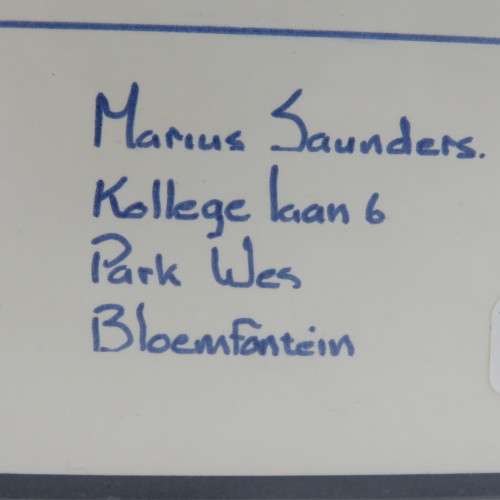 Marius Saunders.
Kollege laan 6
Park Wes
Bloemfontein